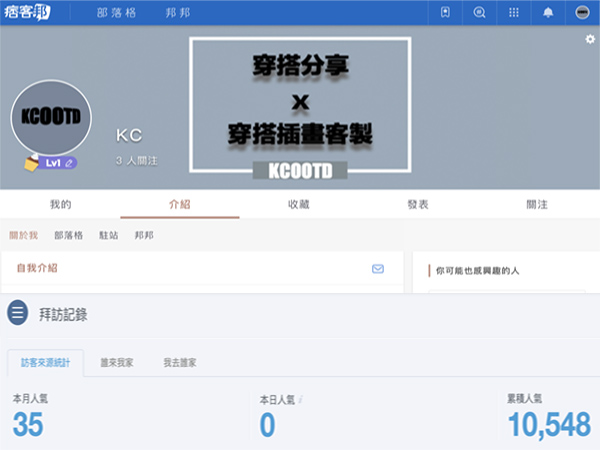 痞客邦
部落格 邦邦
穿搭分享
x
穿搭插畫客製
KCOOTD
KCOOTD
KC
Lv1
3 人關注
我的 介紹 收藏 發表 關注
關於我 部落格 駐站 邦邦
自我介紹
你可能也感興趣的人
拜訪記錄
訪客來源統計 誰來我家 我去誰家
本月人氣 本日人氣 i 累積人氣
35 0 10,548